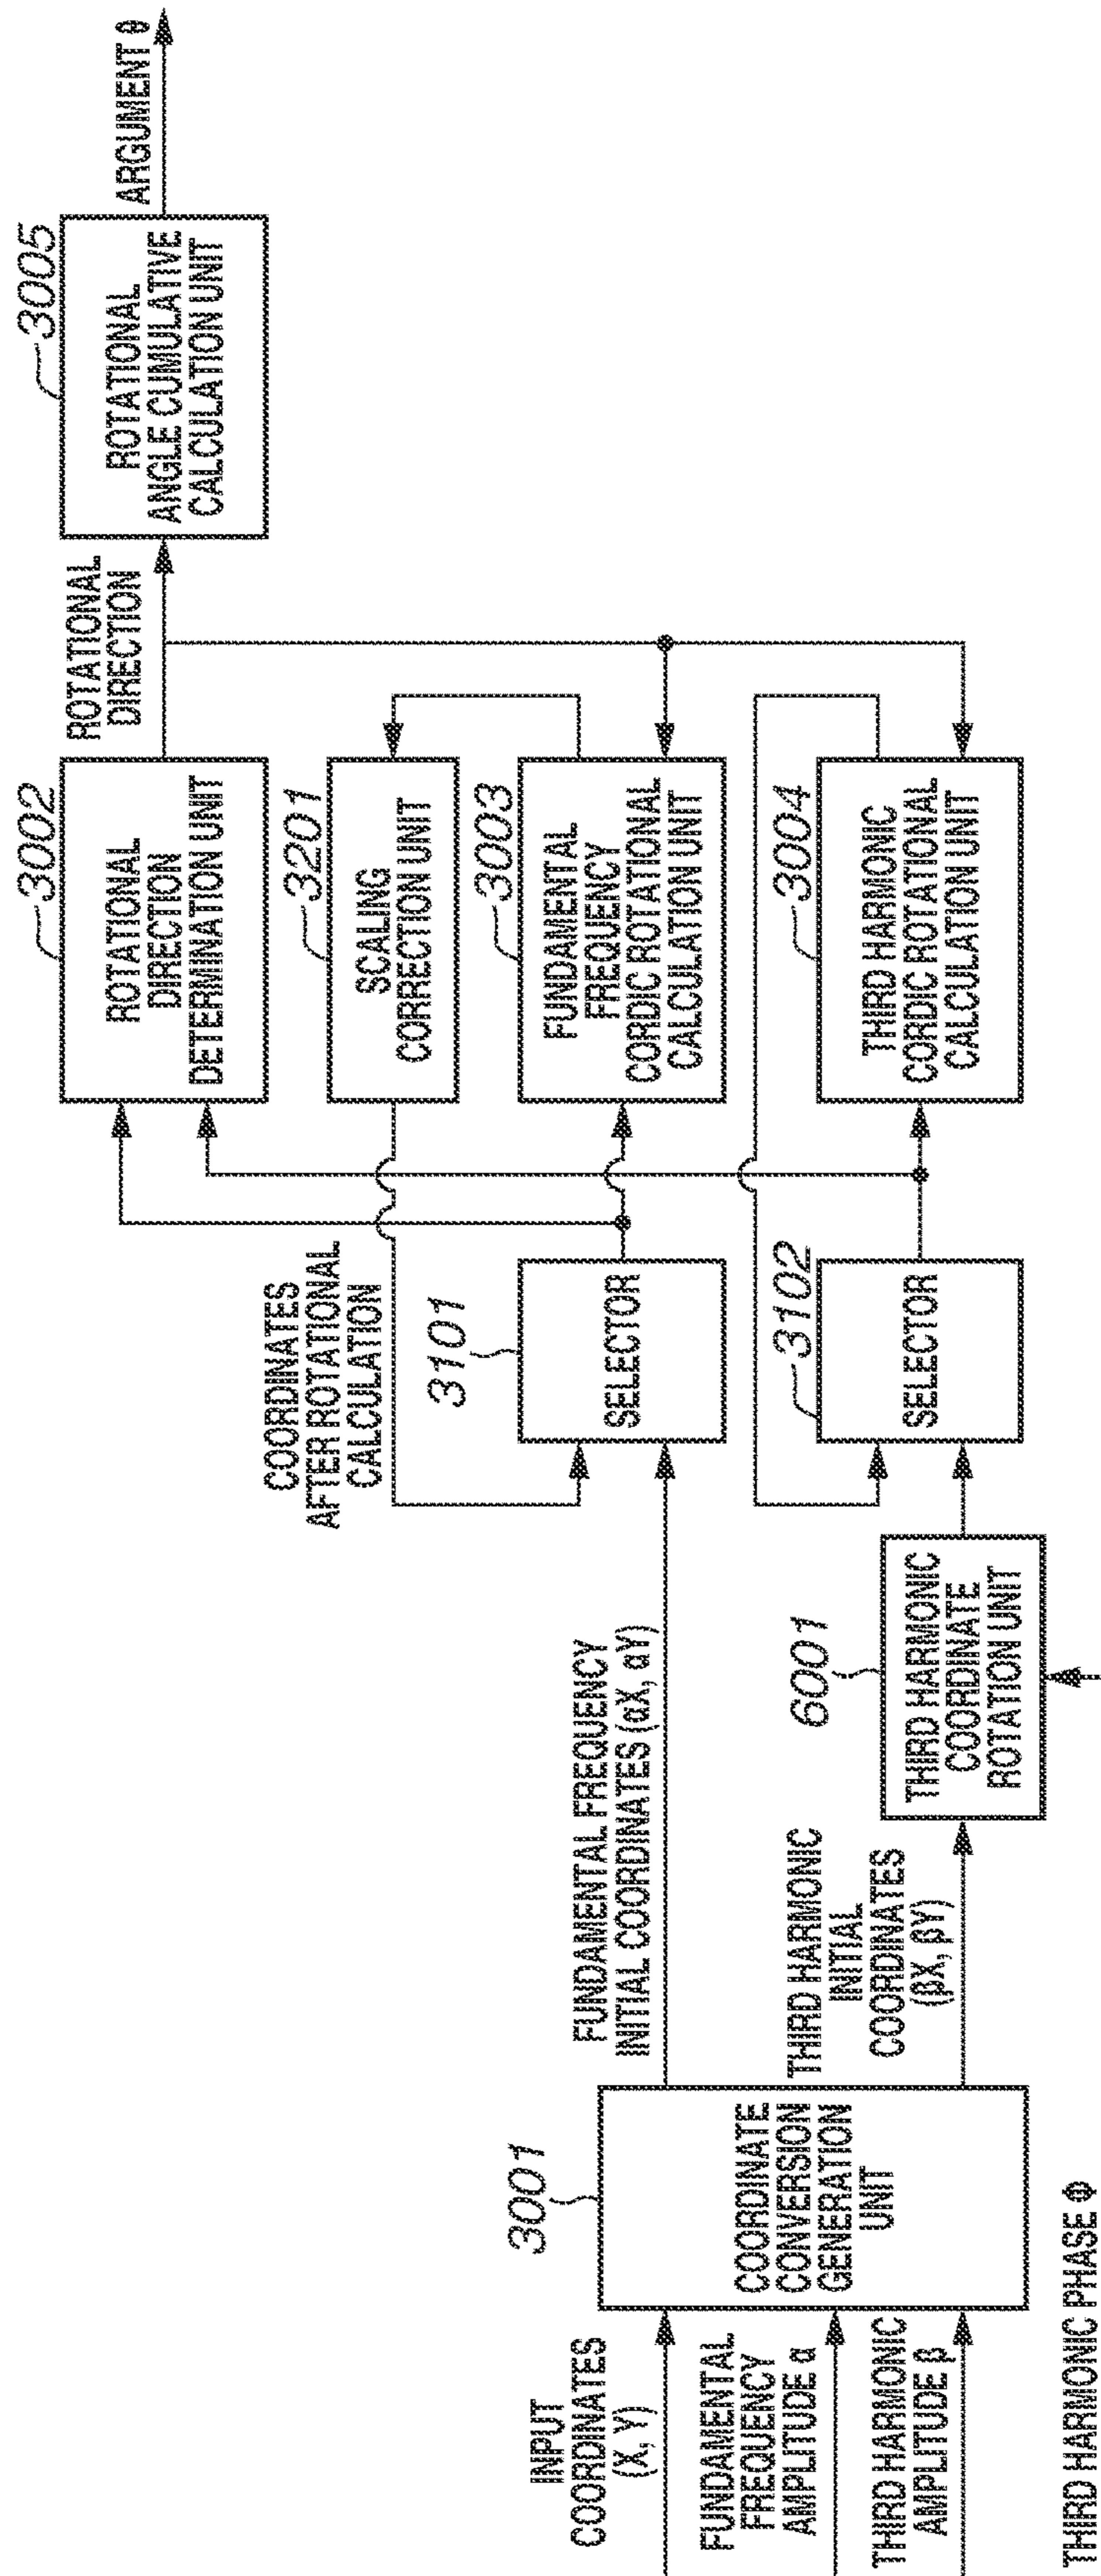 INPUT
COORDINATES
(X, Y)
FUNDAMENTAL
FREQUENCY
AMPLITUDE α
THIRD HARMONIC
AMPLITUDE β
THIRD HARMONIC PHASE Φ
3001
COORDINATE
CONVERSION
GENERATION
UNIT
FUNDAMENTAL FREQUENCY
INITIAL COORDINATES (αX, αY)
THIRD HARMONIC
INITIAL
COORDINATES
(βX, βY)
6001
THIRD HARMONIC
COORDINATE
ROTATION UNIT
COORDINATES
AFTER ROTATIONAL
CALCULATION
3101
SELECTOR
3102
SELECTOR
3002
ROTATIONAL
DIRECTION
DETERMINATION UNIT
3201
SCALING
CORRECTION UNIT
3003
FUNDAMENTAL
FREQUENCY
CORDIC ROTATIONAL
CALCULATION UNIT
3004
THIRD HARMONIC
CORDIC ROTATIONAL
CALCULATION UNIT
ROTATIONAL
DIRECTION
3005
ROTATIONAL
ANGLE CUMULATIVE
CALCULATION UNIT
ARGUMENT θ